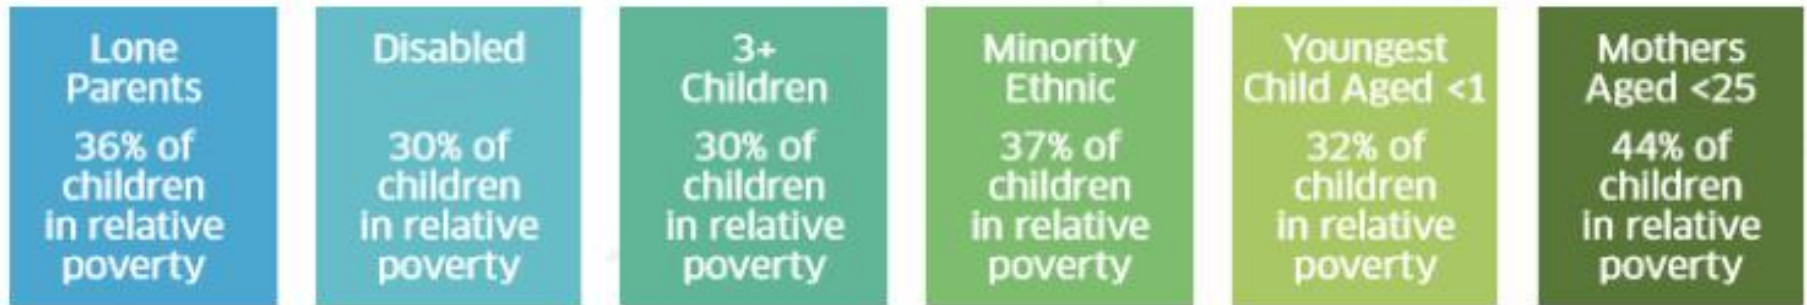 Lone
Parents
36% of
children
in relative
poverty
Disabled
30% of
children
in relative
poverty
3+
Children
30% of
children
in relative
poverty
Minority
Ethnic
37% of
children
in relative
poverty
Youngest
Child Aged <1
32% of
children
in relative
poverty
Mothers
Aged <25
44% of
children
in relative
poverty